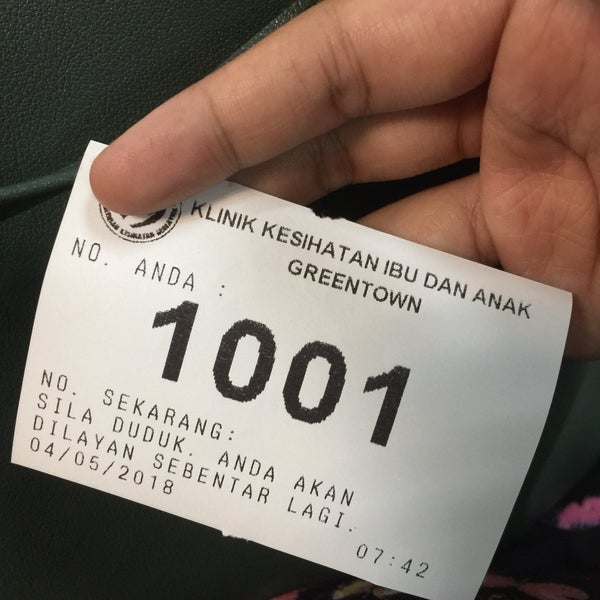 KLINIK KESIHATAN IBU DAN ANAK
GREENTOWN
NO. ANDA :
1001
NO. SEKARANG:
SILA DUDUK. ANDA AKAN
DILAYAN SEBENTAR LAGI.
04/05/2018
07:42